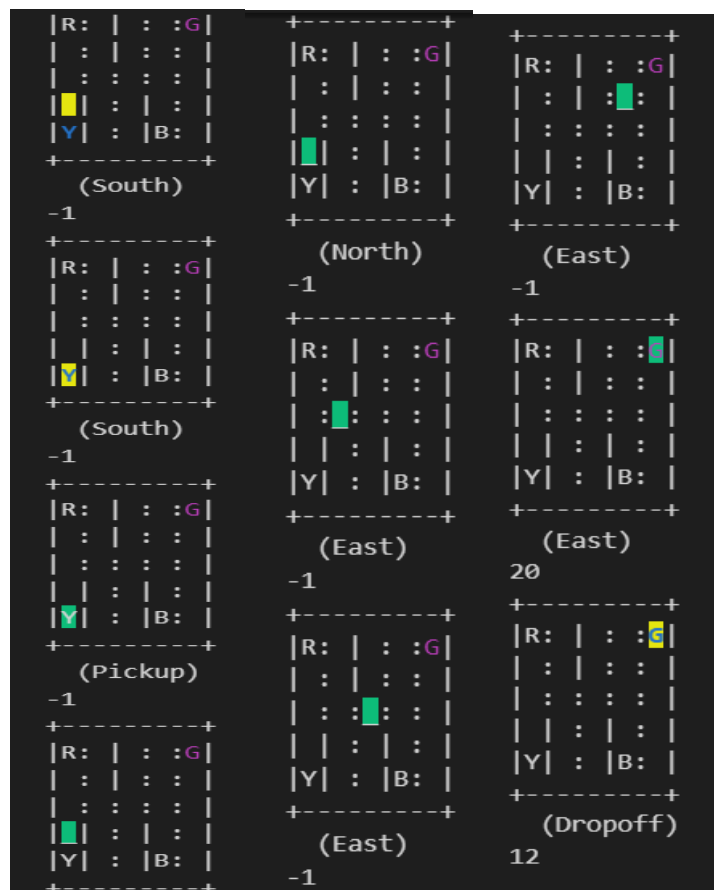 |R: | : :G|
| : | : : |
| : : : : |
|_| : | : |
|Y| : |B: |
+---------+
(South)
-1
+---------+
|R: | : :G|
| : | : : |
| : : : : |
| | : | : |
|Y| : |B: |
+---------+
(South)
-1
+---------+
|R: | : :G|
| : | : : |
| : : : : |
| | : | : |
|Y| : |B: |
+---------+
(Pickup)
-1
+---------+
|R: | : :G|
| : | : : |
| : : : : |
|_| : | : |
|Y| : |B: |
+---------+
+---------+
|R: | : :G|
| : | : : |
| : : : : |
|_| : | : |
|Y| : |B: |
+---------+
(North)
-1
+---------+
|R: | : :G|
| : | : : |
| :_: : : |
| | : | : |
|Y| : |B: |
+---------+
(East)
-1
+---------+
|R: | : :G|
| : | : : |
| : :_: : |
| | : | : |
|Y| : |B: |
+---------+
(East)
-1
+---------+
|R: | : :G|
| : | :_: |
| : : : : |
| | : | : |
|Y| : |B: |
+---------+
(East)
-1
+---------+
|R: | : :G|
| : | : : |
| : : : : |
| | : | : |
|Y| : |B: |
+---------+
(East)
20
+---------+
|R: | : :G|
| : | : : |
| : : : : |
| | : | : |
|Y| : |B: |
+---------+
(Dropoff)
12